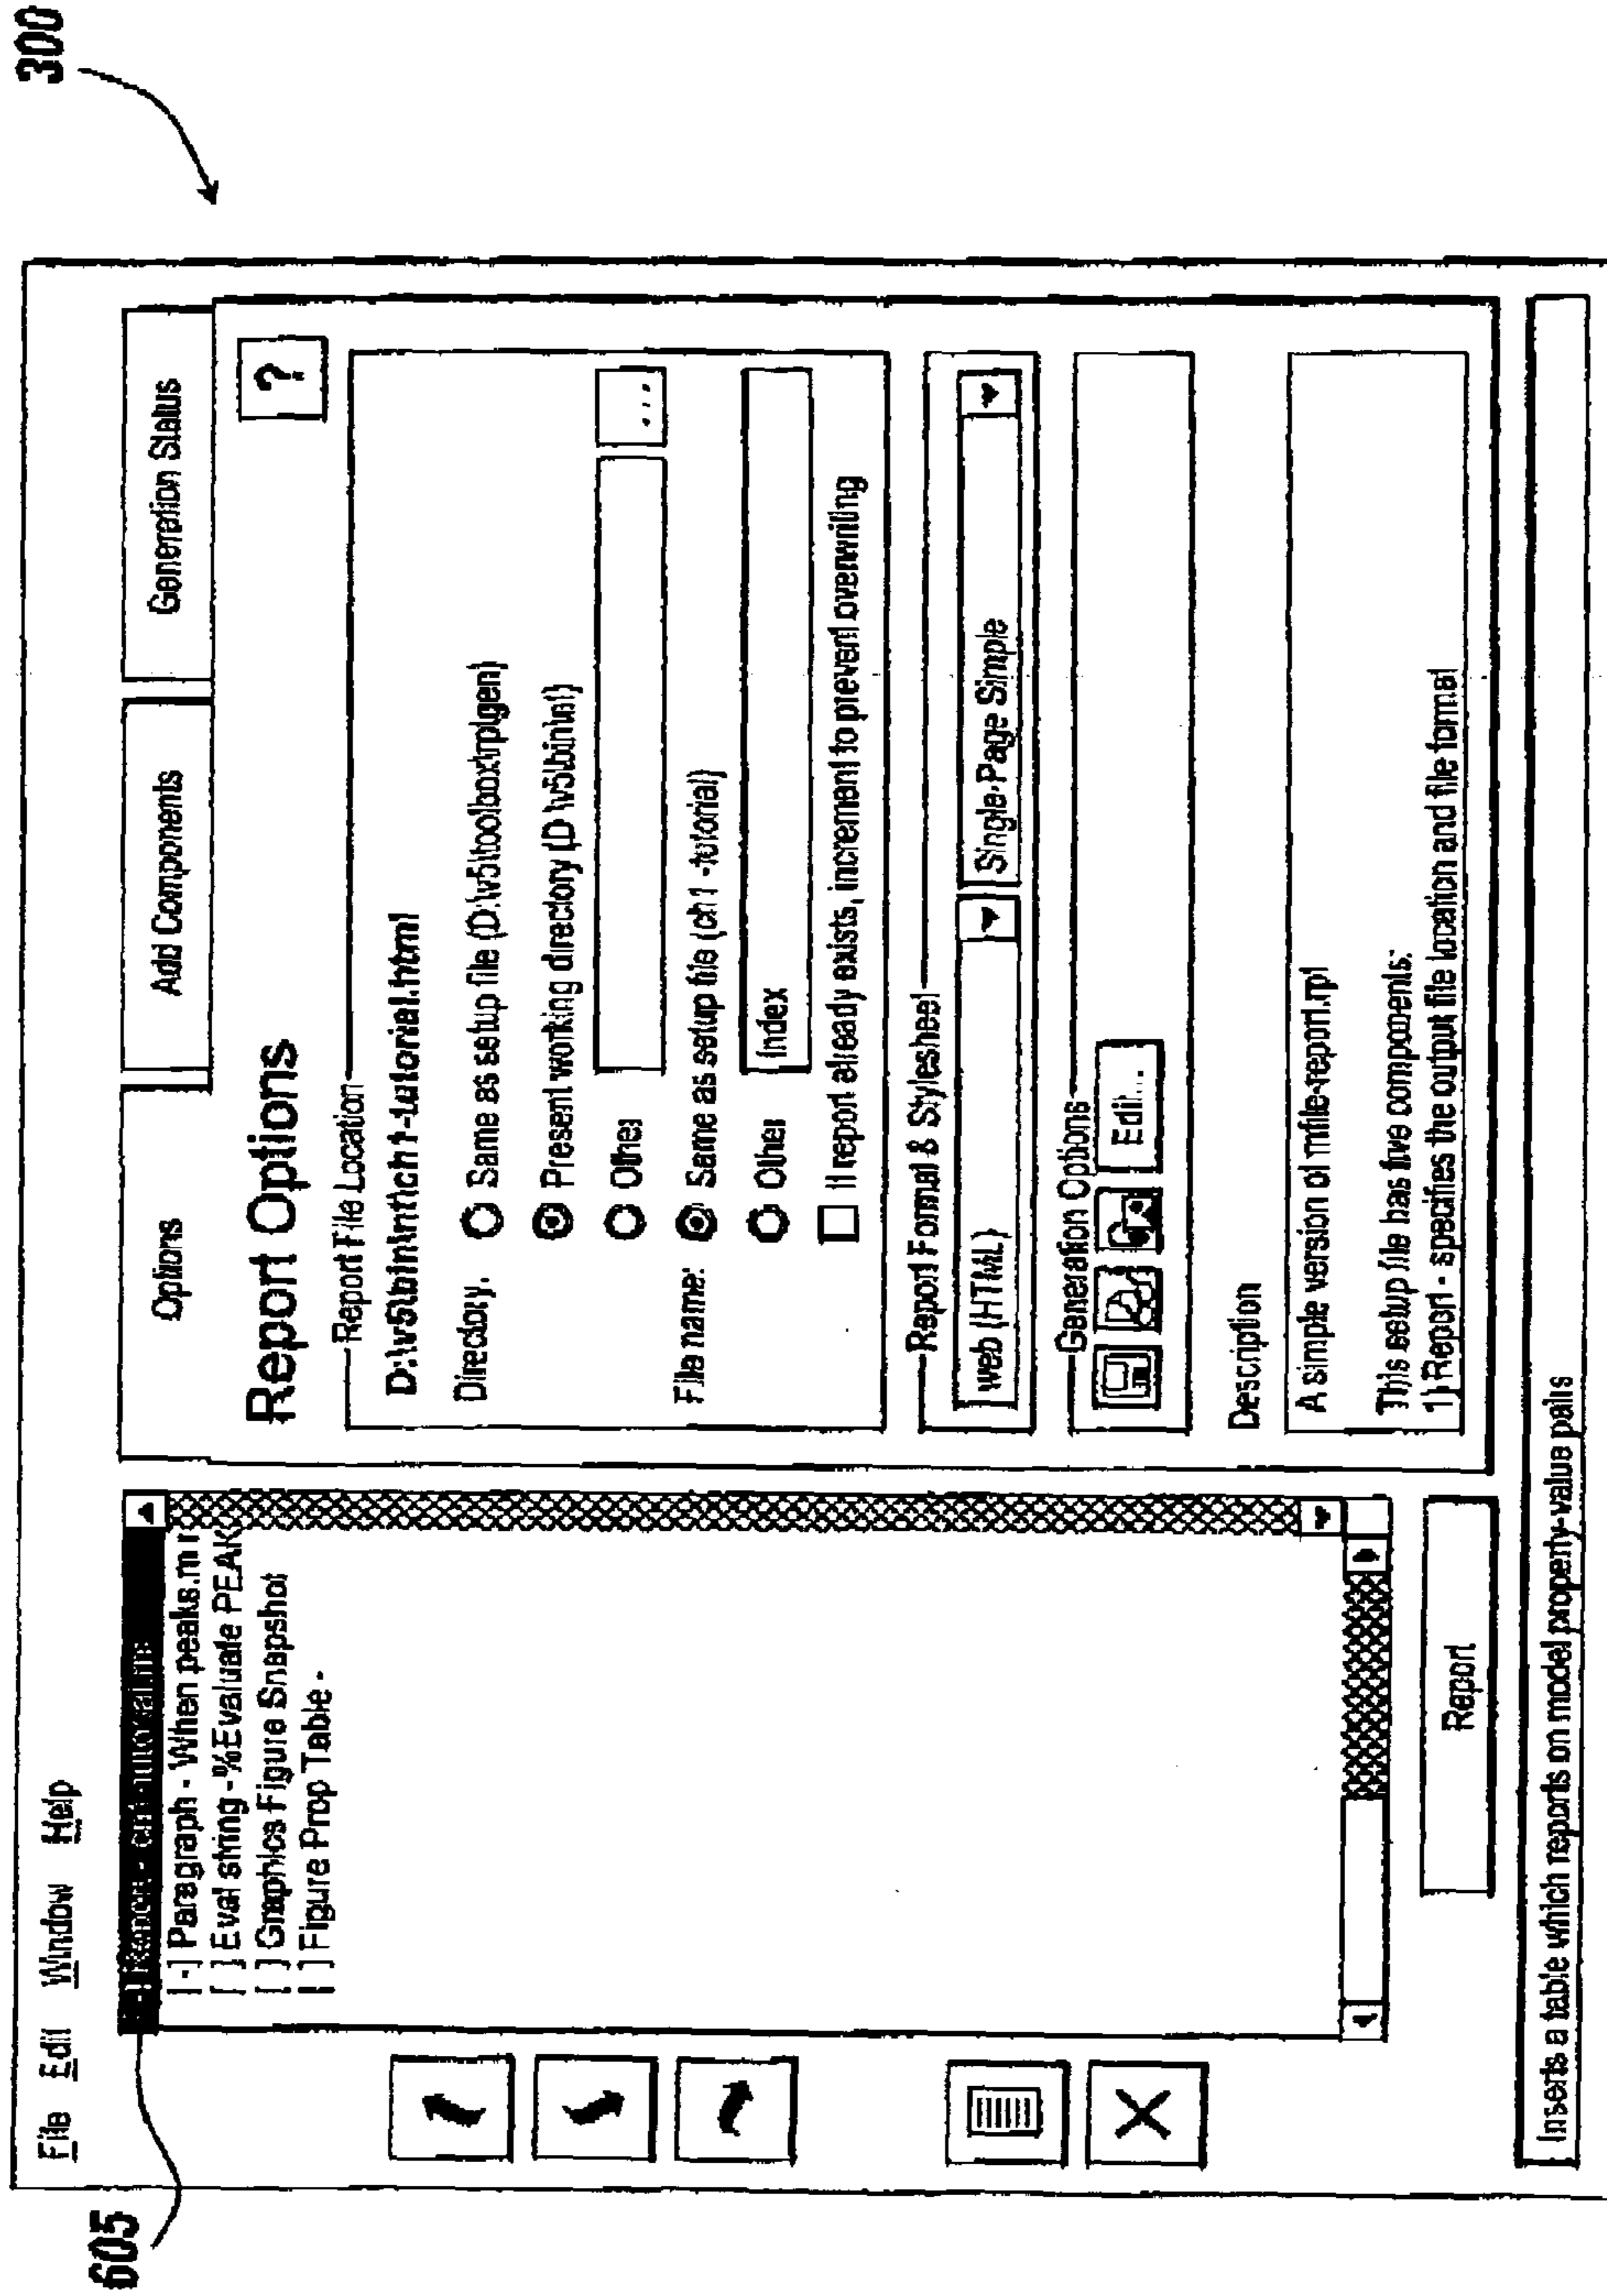 300
File Edit Window Help
605
[-] Paragraph - When peaks.m
[ ] Eval string -%Evaluate PEAK
[ ] Graphics Figure Snapshot
[ ] Figure Prop Table -
Report
Options
Add Components
Generation Status
Report Options
?
Report File Location
D:\v5\bin\nt\ch1-tutorial.html
Directory. Same as setup file (D:\v5\toolbox\rptgen)
Present working directory (D \v5\bin\nt)
Other
...
File name: Same as setup file (ch1 -tutorial)
Other Index
If report already exists, increment to prevent overwriting
Report Format & Stylesheet
web (HTML) Single-Page Simple
Generation Options
Edit...
Description
A simple version of mfile-report.rpt
This setup file has five components:
1) Report - specifies the output file location and file format
Inserts a table which reports on model property-value pairs